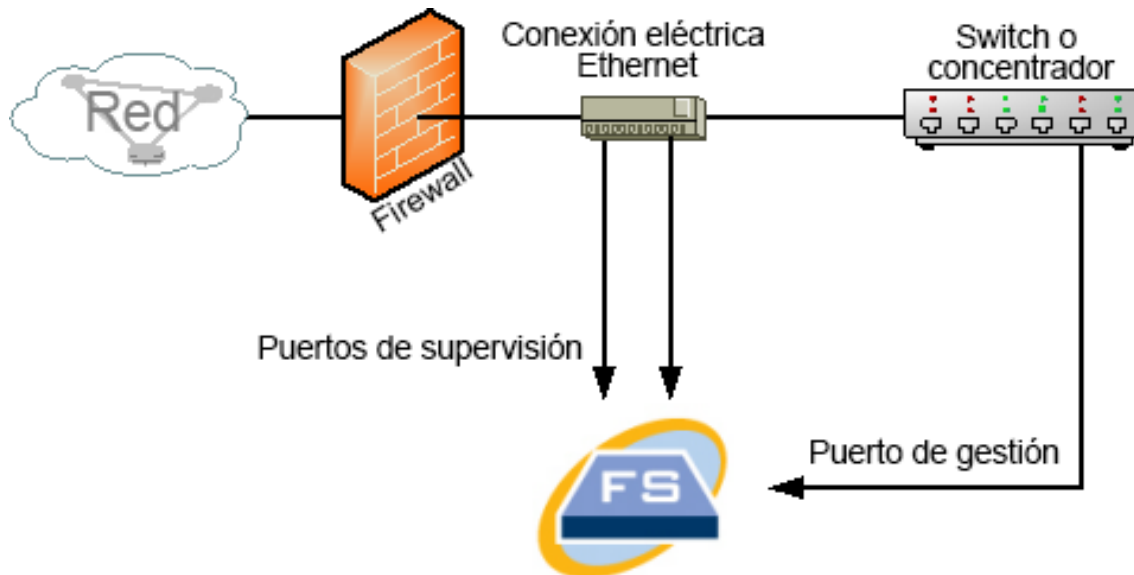 Conexión eléctrica
Ethernet
Switch o
concentrador
Red
Firewall
Puertos de supervisión
Puerto de gestión
FS